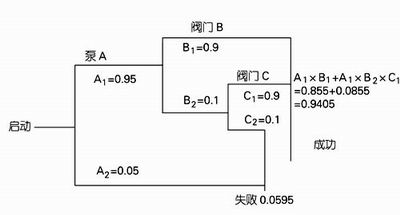 阀门 B
泵 A
B₁=0.9
阀门 C
A₁=0.95
A₁×B₁+A₁×B₂×C₁
=0.855+0.0855
=0.9405
B₂=0.1
C₁=0.9
C₂=0.1
启动
成功
A₂=0.05
失败 0.0595